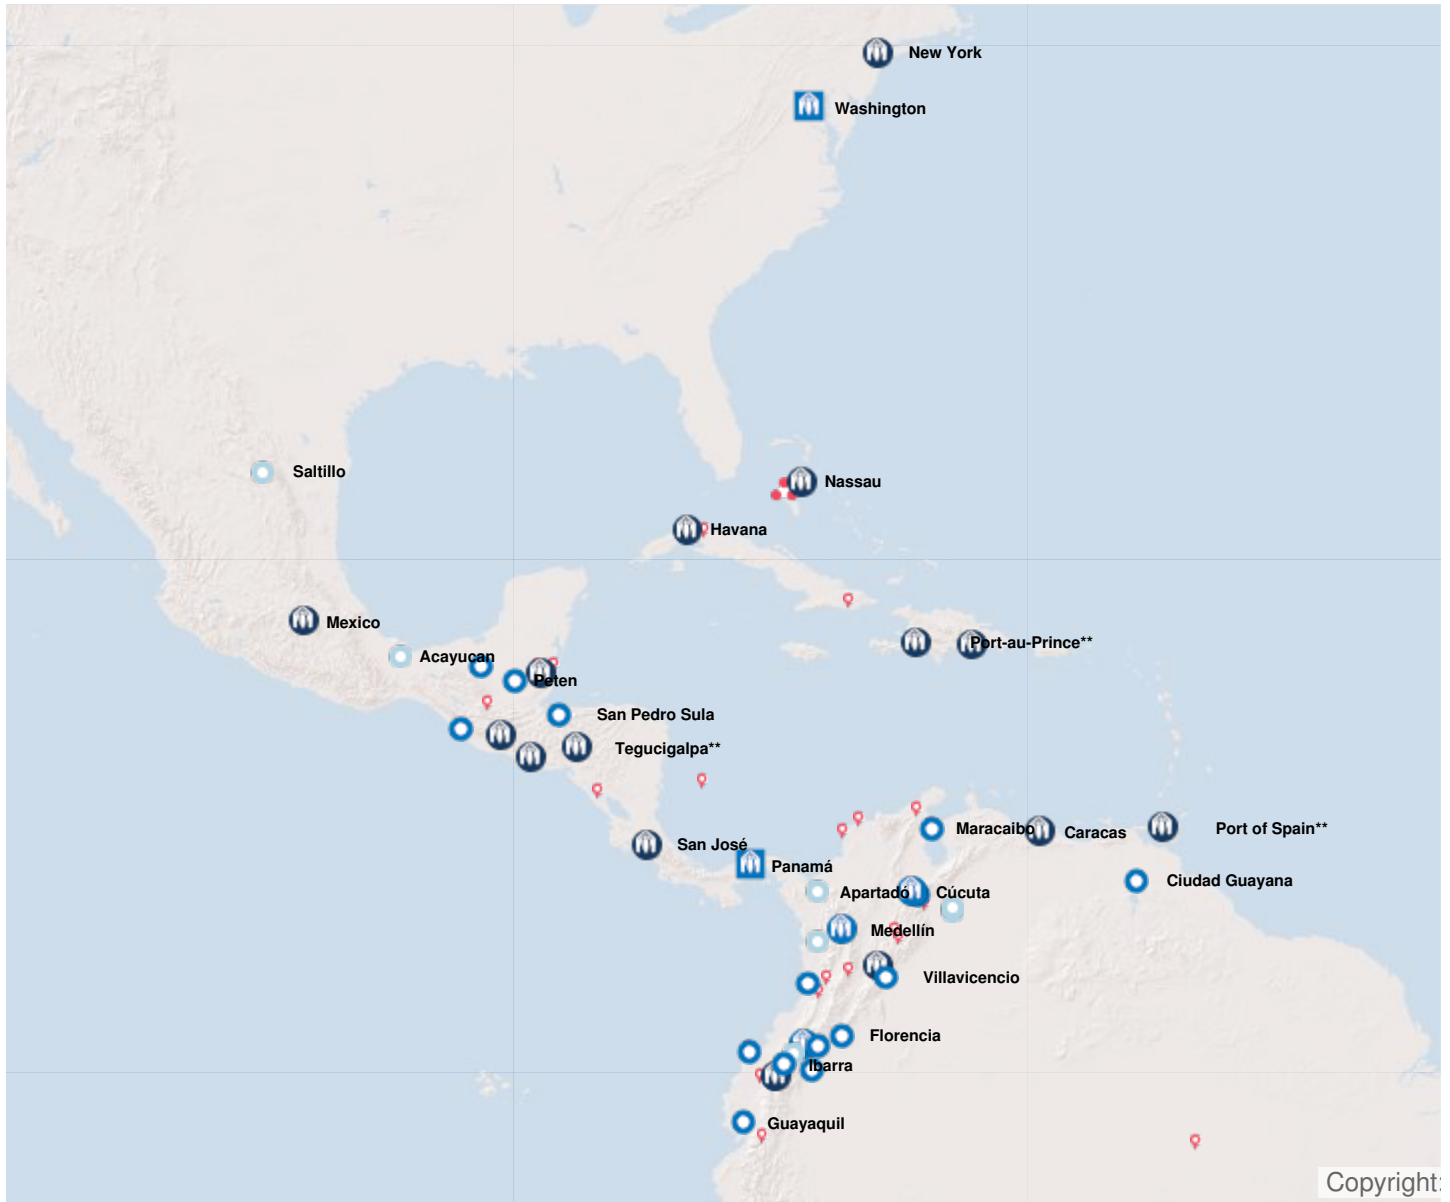 New York
Washington
Saltillo
Nassau
Havana
Mexico
Port-au-Prince**
Acayucan
Peten
San Pedro Sula
Tegucigalpa**
Maracaibo
Caracas
Port of Spain**
San José
Panamá
Ciudad Guayana
Apartadó
Cúcuta
Medellín
Villavicencio
Florencia
Ibarra
Guayaquil
Copyright: